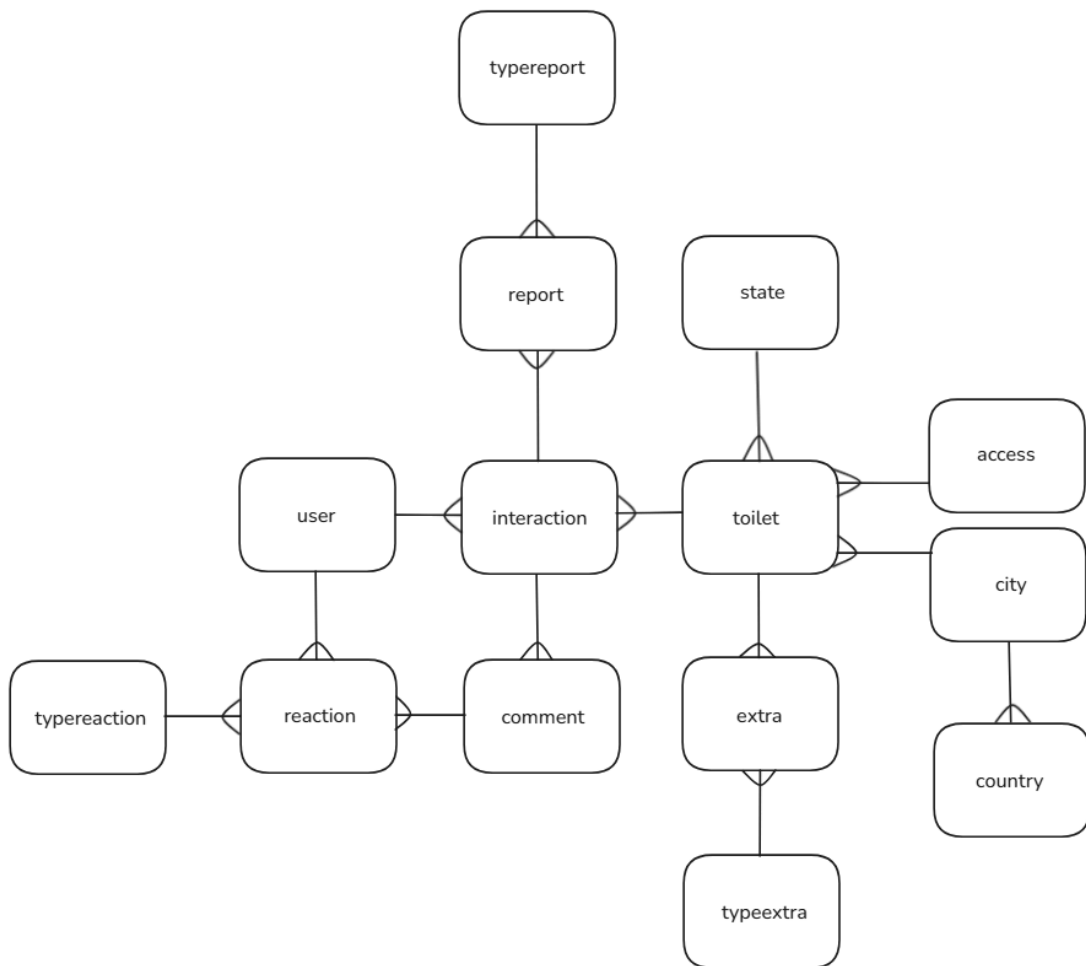 typereport
report
state
access
user
interaction
toilet
city
typereaction
reaction
comment
extra
country
typeextra